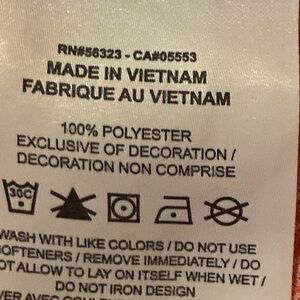 RN#56323 - CA#05553
MADE IN VIETNAM
FABRIQUE AU VIETNAM
100% POLYESTER
EXCLUSIVE OF DECORATION /
DECORATION NON COMPRISE
30C
WASH WITH LIKE COLORS / DO NOT USE
SOFTENERS / REMOVE IMMEDIATELY / DO
NOT ALLOW TO LAY ON ITSELF WHEN WET /
DO NOT IRON DESIGN